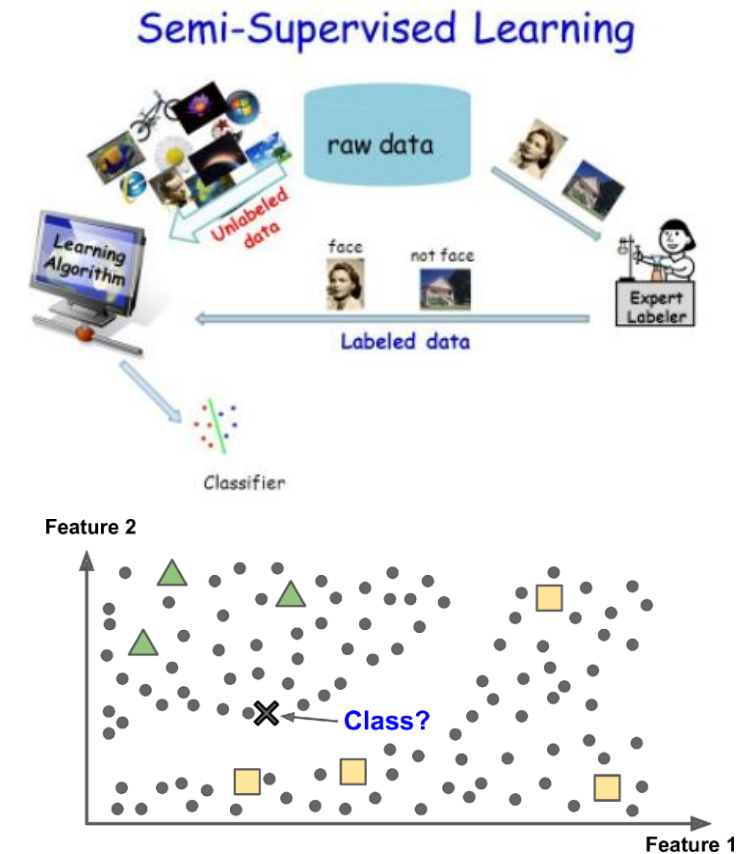 Semi-Supervised Learning
raw data
Unlabeled
data
Learning
Algorithm
face
not face
Expert
Labeler
Labeled data
Classifier
Feature 2
Class?
Feature 1